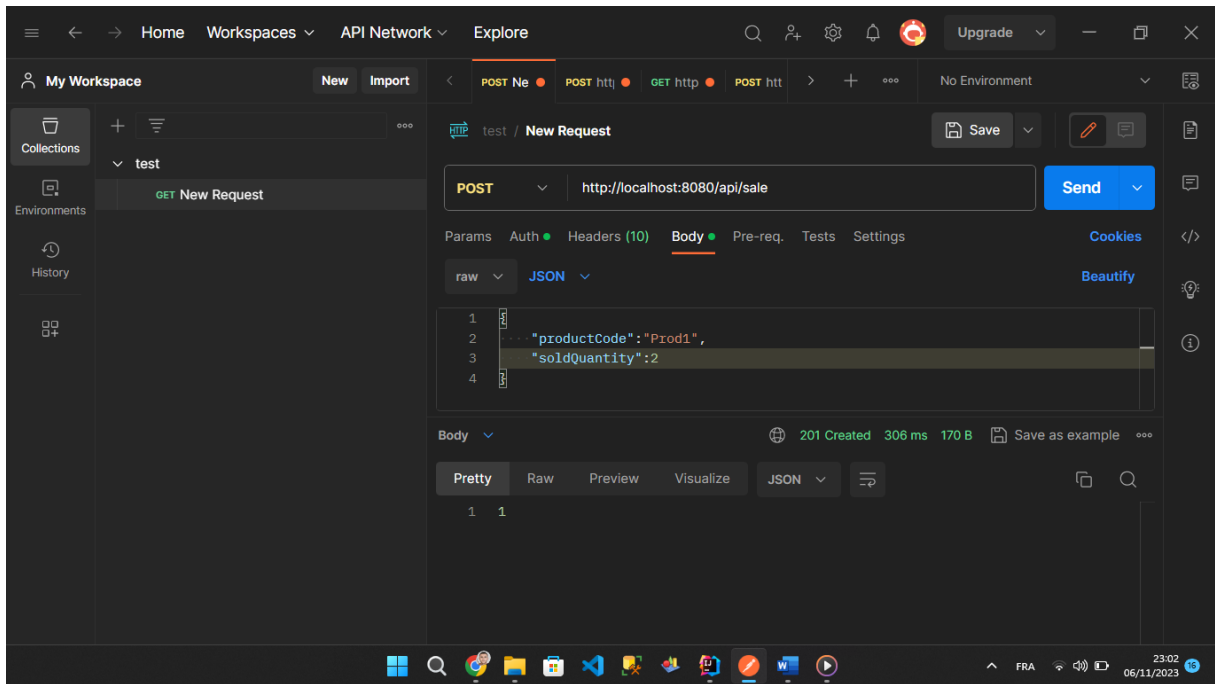 Home Workspaces API Network Explore Upgrade
My Workspace New Import POST Ne POST http GET http POST htt No Environment
Collections
test
GET New Request
Environments
History
HTTP test / New Request Save
POST http://localhost:8080/api/sale Send
Params Auth Headers (10) Body Pre-req. Tests Settings Cookies
raw JSON Beautify
1 {
2 ····"productCode":"Prod1",
3 ····"soldQuantity":2
4 }
Body 201 Created 306 ms 170 B Save as example
Pretty Raw Preview Visualize JSON
1 1
FRA 23:02
06/11/2023 16